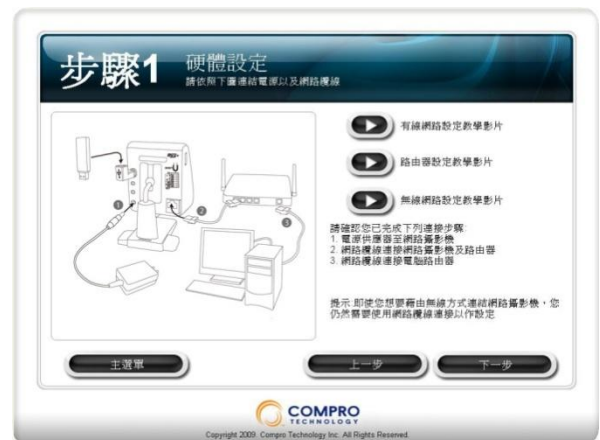 步驟1
硬體設定
請依照下圖連結電源以及網路纜線
有線網路設定教學影片
路由器設定教學影片
無線網路設定教學影片
請確認您已完成下列連接步驟
1. 電源供應器至網路攝影機
2. 網路纜線連接網路攝影機及路由器
3. 網路纜線連接電腦路由器
提示 即使您想要藉由無線方式連結網路攝影機，您
仍然需要使用網路纜線連接以作設定
1
2
3
主選單
上一步
下一步
COMPRO
TECHNOLOGY
Copyright 2009. Compro Technology Inc. All Rights Reserved.